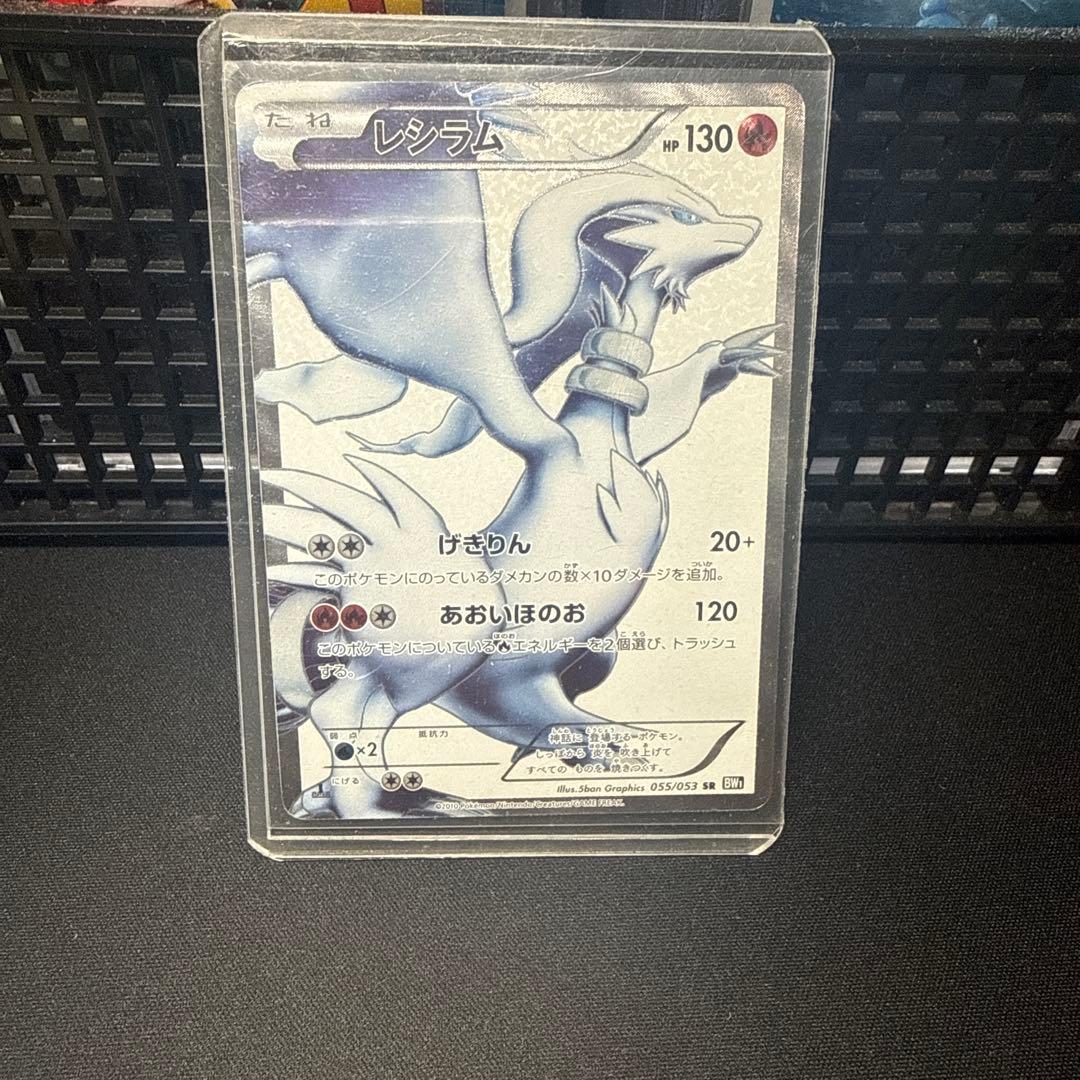 たね レシラム HP 130
げきりん 20+
このポケモンにのっているダメカンの数×10ダメージを追加。
あおいほのお 120
このポケモンについている エネルギーを2個選び、トラッシュ
する。
弱点 ×2 抵抗力
にげる
神話に 登場する ポケモン。
しっぽから 炎を 吹き上げて
すべての ものを 焼きつくす。
Illus.5ban Graphics 055/053 SR BW1
©2010 Pokémon/Nintendo/Creatures/GAME FREAK.